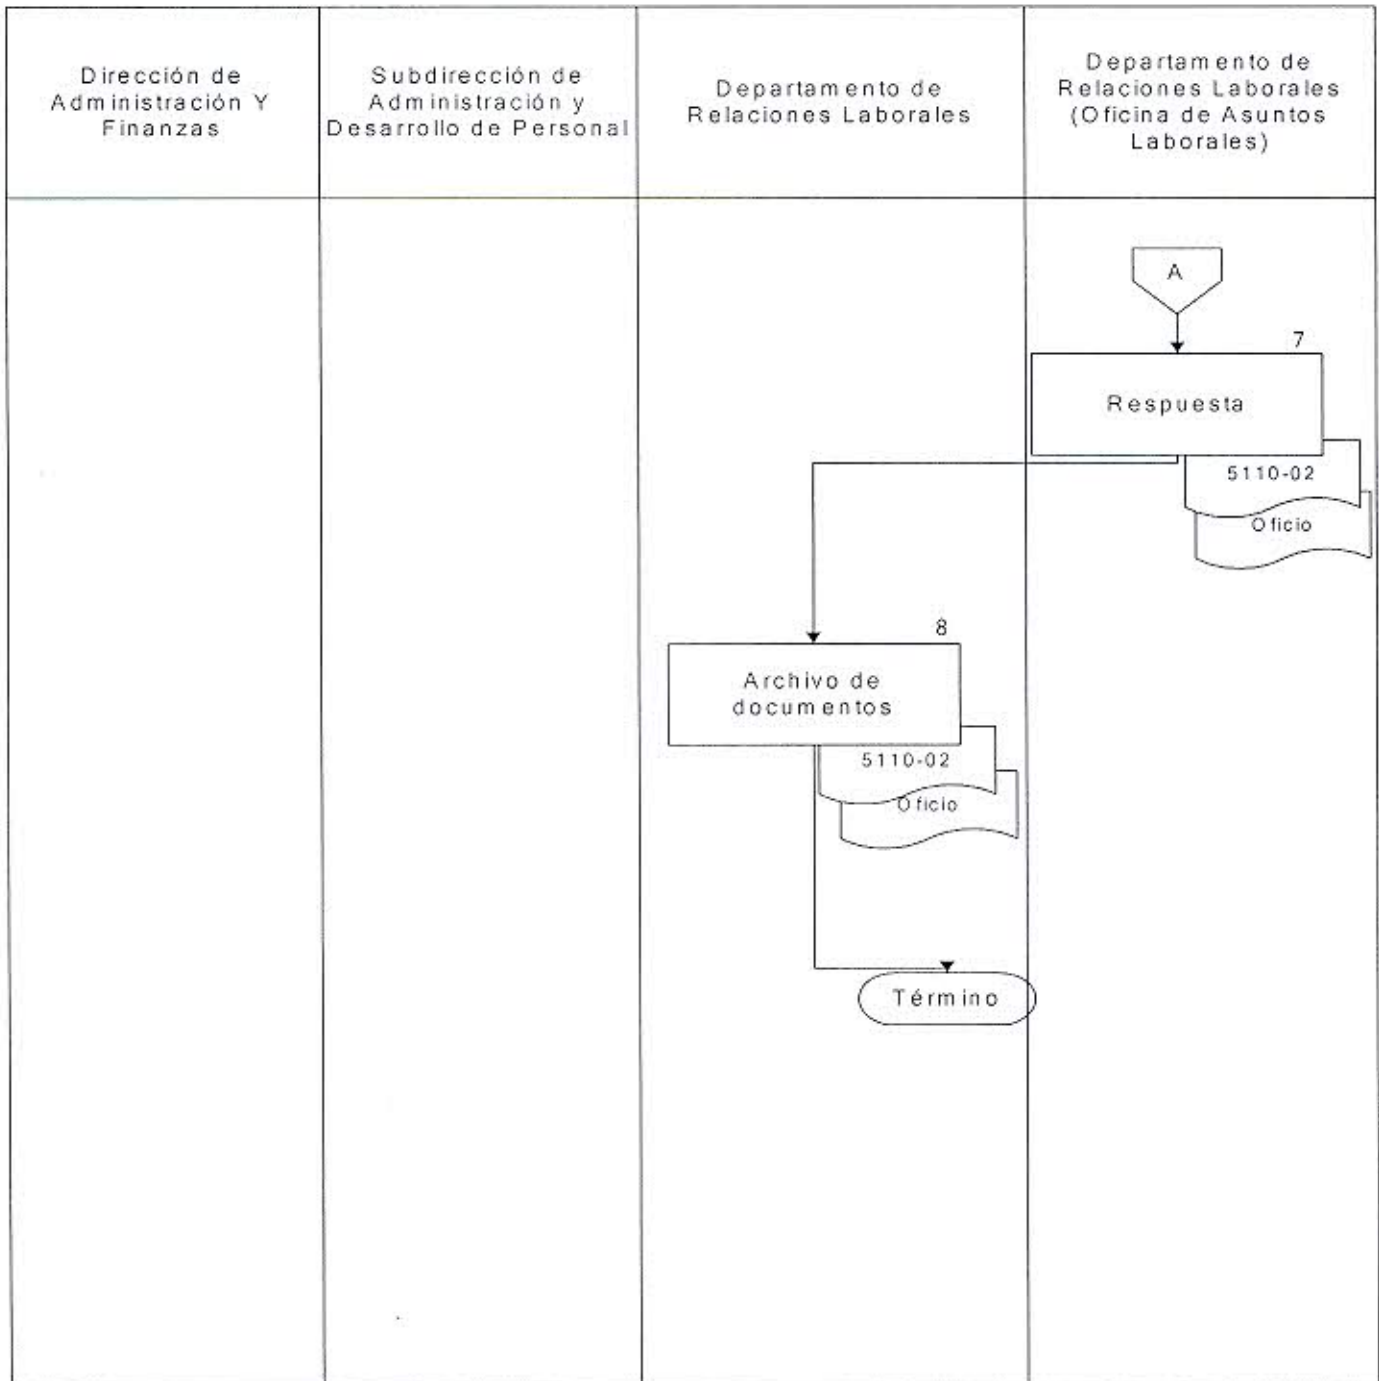 Dirección de
Administración Y
Finanzas
Subdirección de
Administración y
Desarrollo de Personal
Departamento de
Relaciones Laborales
Departamento de
Relaciones Laborales
(Oficina de Asuntos
Laborales)
A
7
Respuesta
5110-02
Oficio
8
Archivo de
documentos
5110-02
Oficio
Término